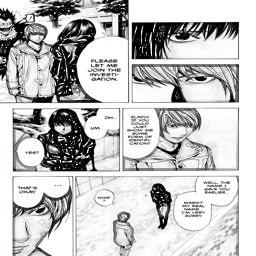 PLEASE
LET ME
JOIN THE
INVESTI-
GATION.
OH..
UM.
YES?
GLADLY
IF YOU
COULD
JUST
SHOW ME
SOME
FORM OF
IDENTIFI-
CATION?
THAT'S
OKAY.
...
WHAT
WELL, THE
NAME I
GAVE YOU
EARLIER...
WASN'T
MY REAL
NAME.
I'M VERY
SORRY.